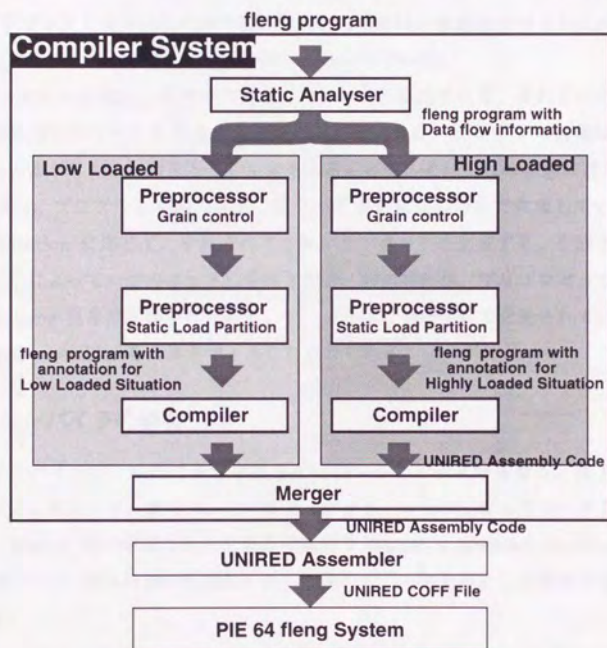 fleng program
Compiler System
Static Analyser
fleng program with
Data flow information
Low Loaded
High Loaded
Preprocessor
Grain control
Preprocessor
Grain control
Preprocessor
Static Load Partition
Preprocessor
Static Load Partition
fleng program with
annotation for
Low Loaded Situation
fleng program with
annotation for
Highly Loaded Situation
Compiler
Compiler
UNIRED Assembly Code
Merger
UNIRED Assembly Code
UNIRED Assembler
UNIRED COFF File
PIE 64 fleng System